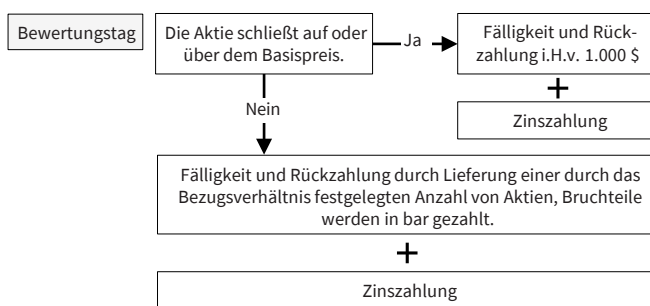 Bewertungstag
Die Aktie schließt auf oder
über dem Basispreis.
Ja
Fälligkeit und Rück-
zahlung i.H.v. 1.000 $
+
Zinszahlung
Nein
Fälligkeit und Rückzahlung durch Lieferung einer durch das
Bezugsverhältnis festgelegten Anzahl von Aktien, Bruchteile
werden in bar gezahlt.
+
Zinszahlung